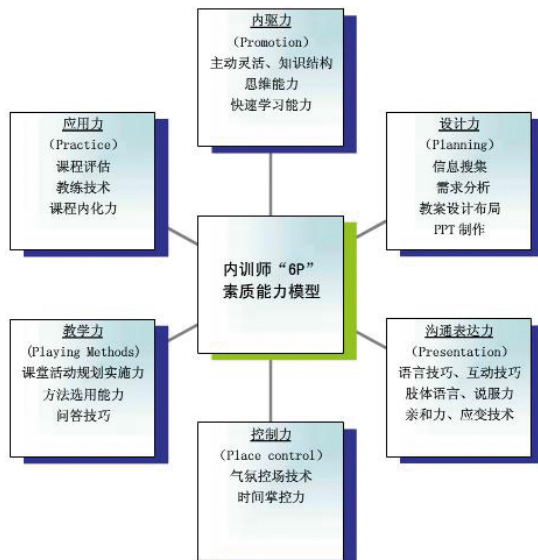 内驱力
(Promotion)
主动灵活、知识结构
思维能力
快速学习能力
应用力
(Practice)
课程评估
教练技术
课程内化力
设计力
(Planning)
信息搜集
需求分析
教案设计布局
PPT 制作
内训师“6P”
素质能力模型
教学力
(Playing Methods)
课堂活动规划实施力
方法选用能力
问答技巧
沟通表达力
(Presentation)
语言技巧、互动技巧
肢体语言、说服力
亲和力、应变技术
控制力
(Place control)
气氛控场技术
时间掌控力